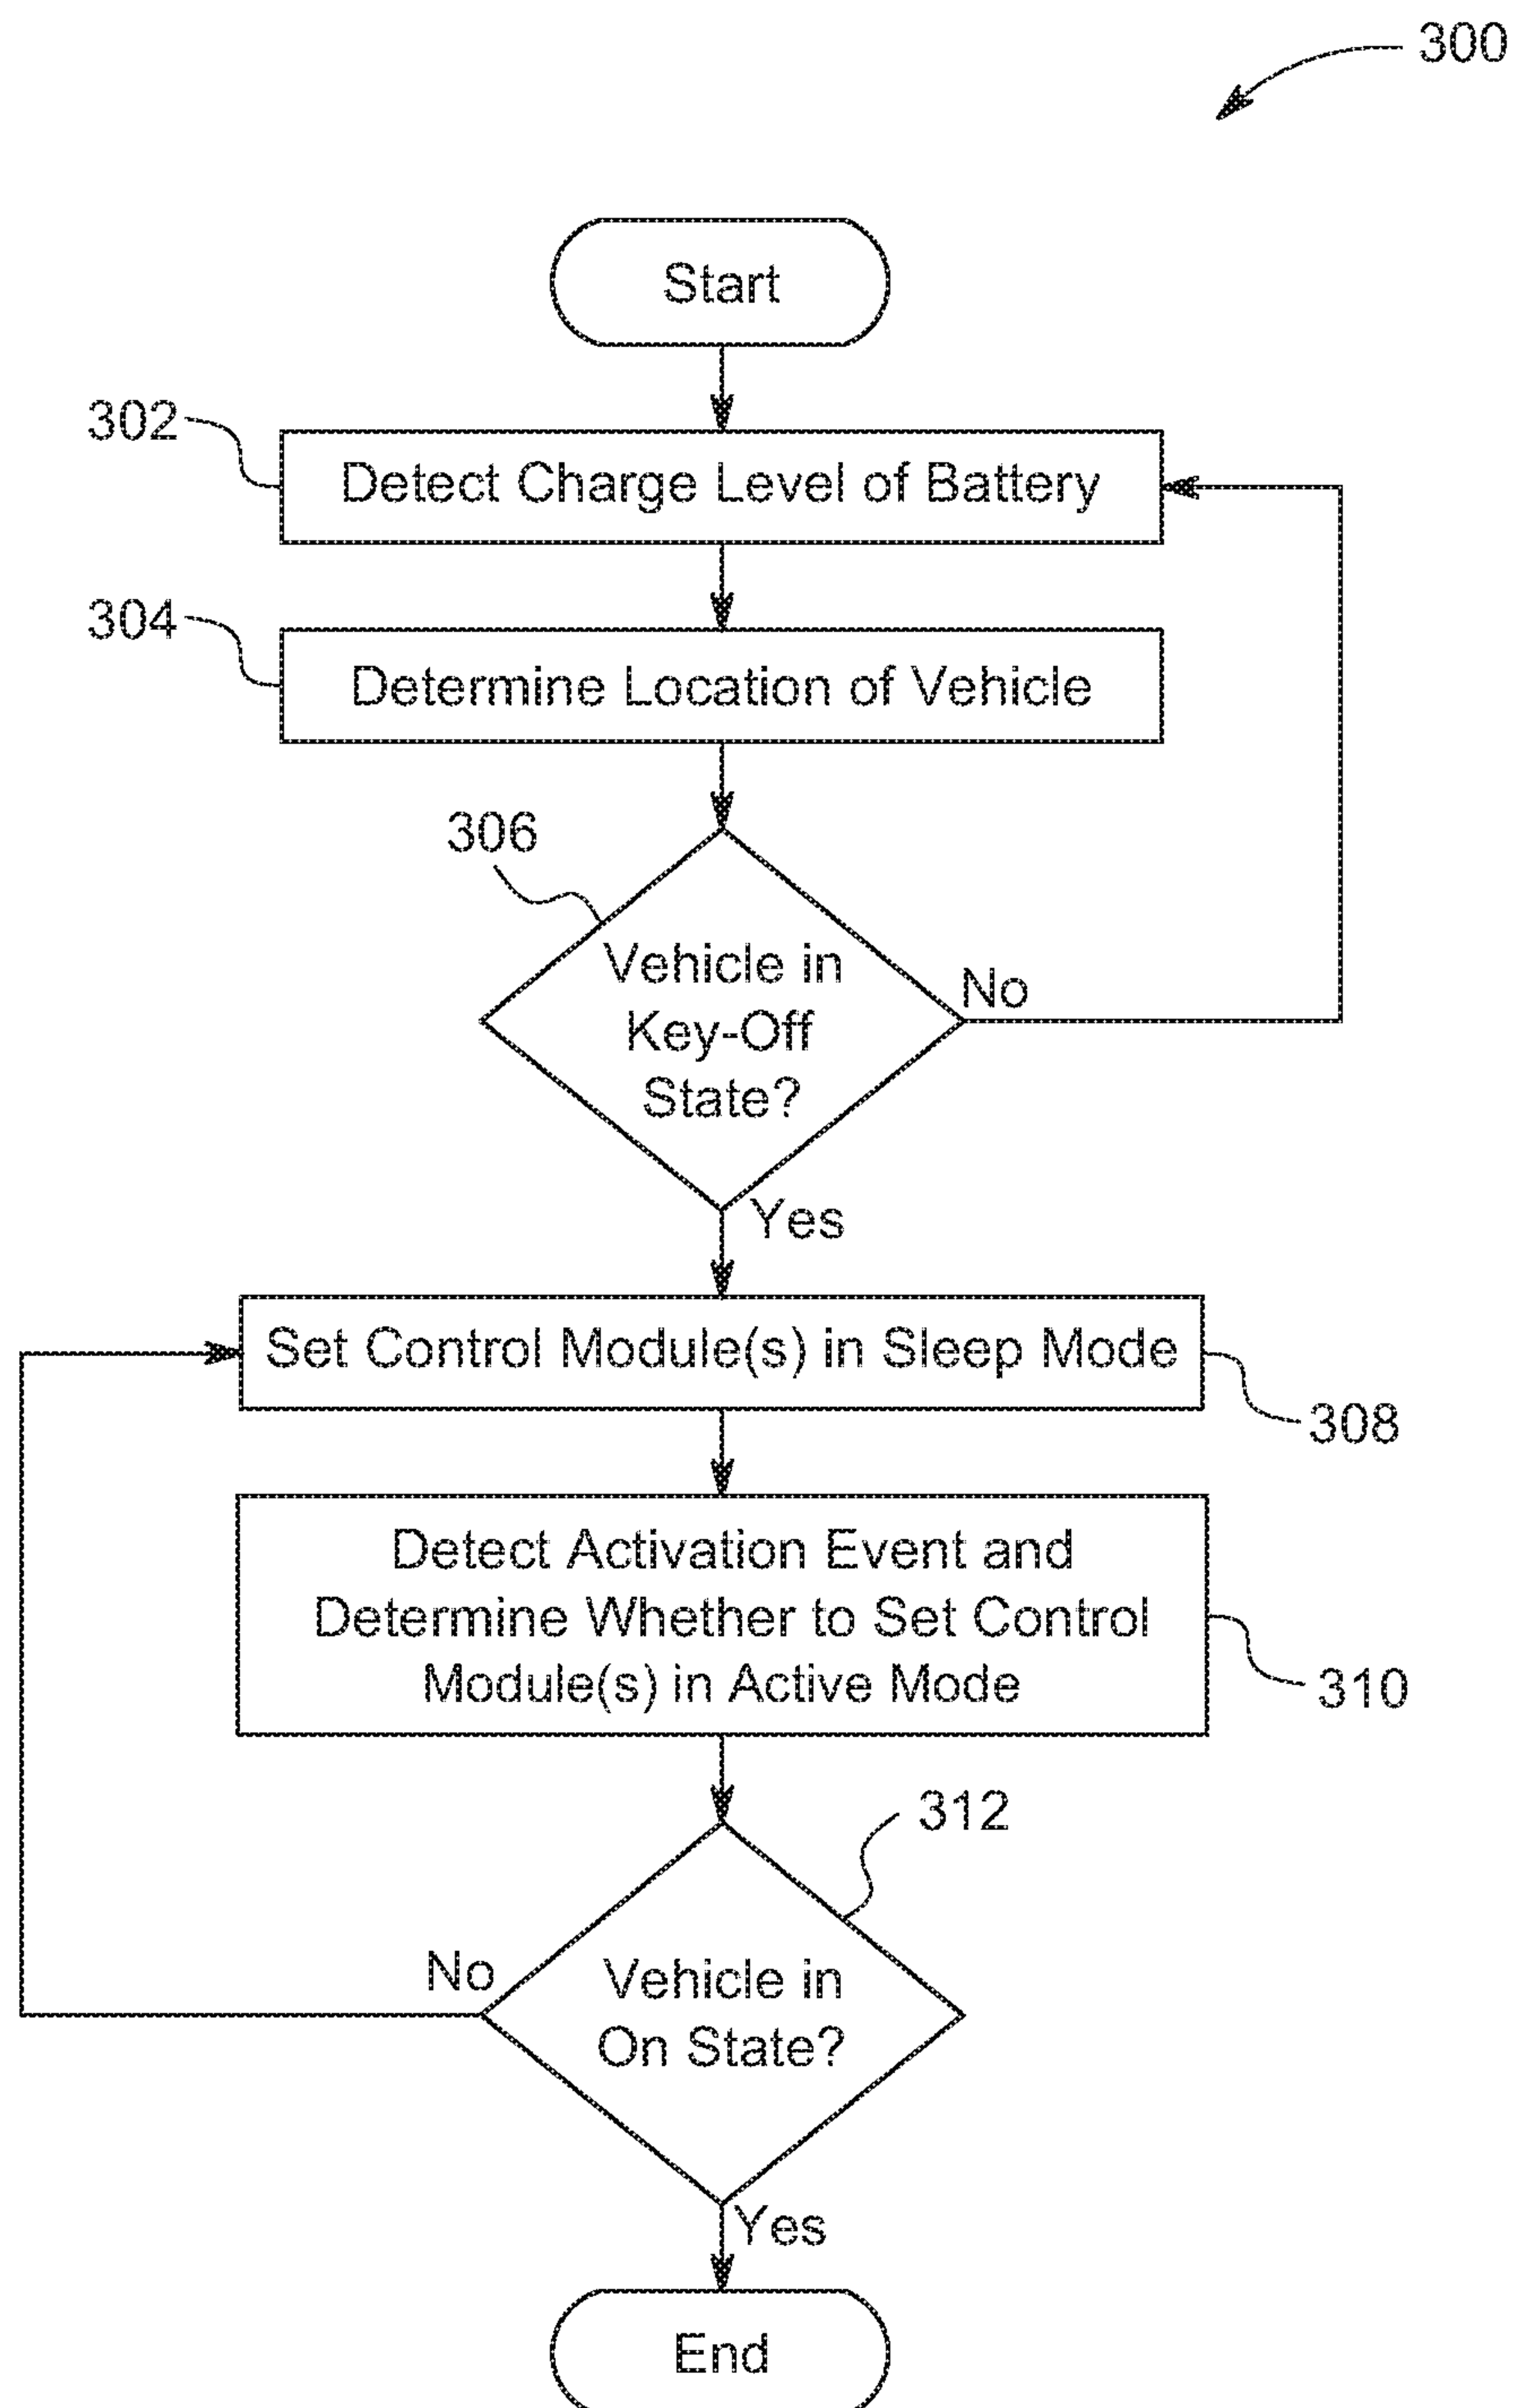 300
Start
302
Detect Charge Level of Battery
304
Determine Location of Vehicle
306
Vehicle in
Key-Off
State?
No
Yes
Set Control Module(s) in Sleep Mode
308
Detect Activation Event and
Determine Whether to Set Control
Module(s) in Active Mode
310
312
No
Vehicle in
On State?
Yes
End